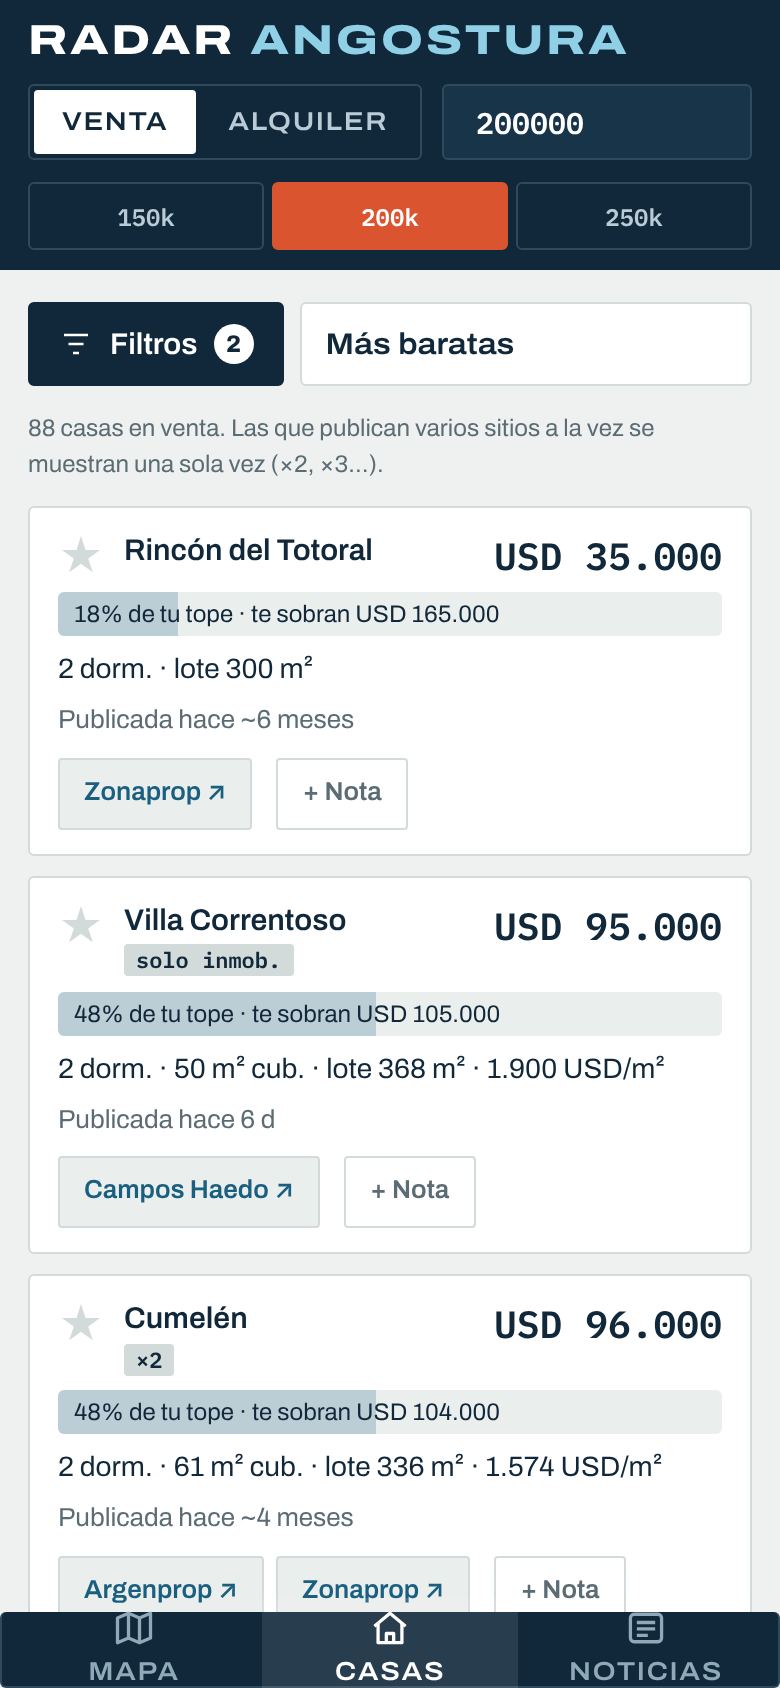 RADAR ANGOSTURA
VENTA ALQUILER 200000
150k 200k 250k
Filtros 2 Más baratas
88 casas en venta. Las que publican varios sitios a la vez se
muestran una sola vez (×2, ×3...).
★ Rincón del Totoral USD 35.000
18% de tu tope · te sobran USD 165.000
2 dorm. · lote 300 m²
Publicada hace ~6 meses
Zonaprop ↗ + Nota
★ Villa Correntoso USD 95.000
solo inmob.
48% de tu tope · te sobran USD 105.000
2 dorm. · 50 m² cub. · lote 368 m² · 1.900 USD/m²
Publicada hace 6 d
Campos Haedo ↗ + Nota
★ Cumelén USD 96.000
×2
48% de tu tope · te sobran USD 104.000
2 dorm. · 61 m² cub. · lote 336 m² · 1.574 USD/m²
Publicada hace ~4 meses
Argenprop ↗ Zonaprop ↗ + Nota
MAPA CASAS NOTICIAS